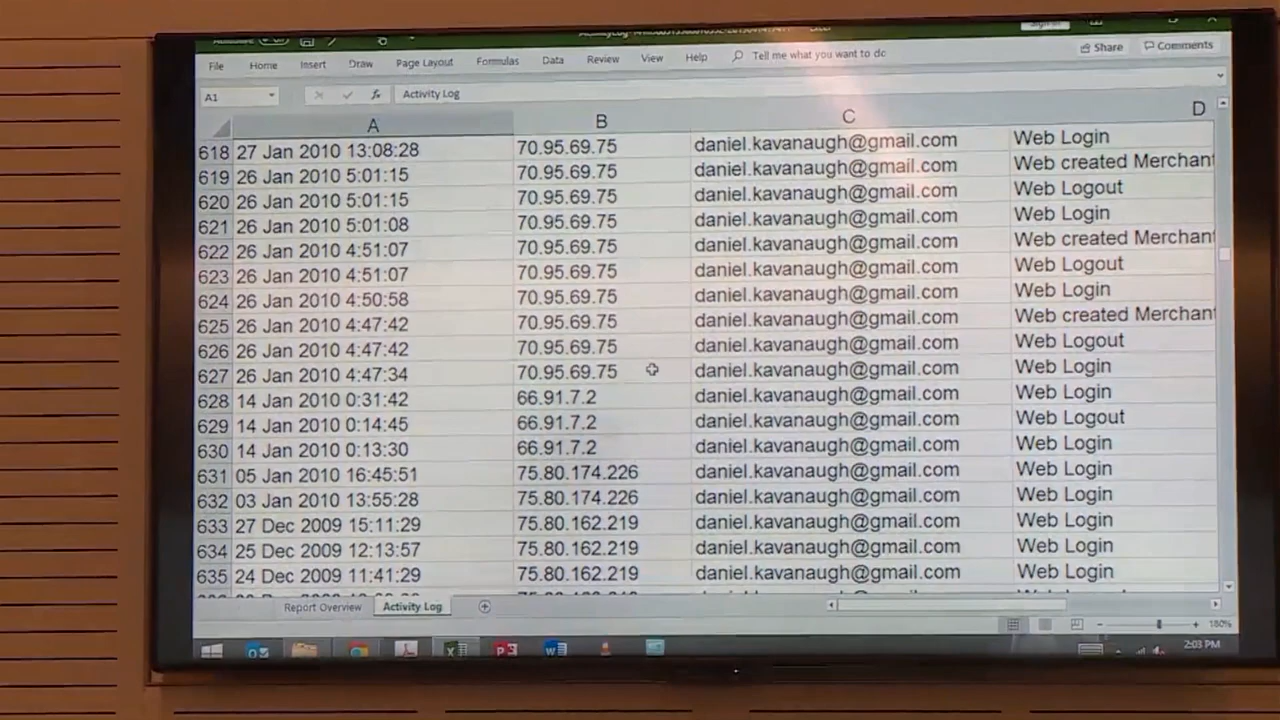 File Home Insert Draw Page Layout Formulas Data Review View Help Tell me what you want to do Share Comments
A1 fx Activity Log
A B C D
618 27 Jan 2010 13:08:28 70.95.69.75 daniel.kavanaugh@gmail.com Web Login
619 26 Jan 2010 5:01:15 70.95.69.75 daniel.kavanaugh@gmail.com Web created Merchant
620 26 Jan 2010 5:01:15 70.95.69.75 daniel.kavanaugh@gmail.com Web Logout
621 26 Jan 2010 5:01:08 70.95.69.75 daniel.kavanaugh@gmail.com Web Login
622 26 Jan 2010 4:51:07 70.95.69.75 daniel.kavanaugh@gmail.com Web created Merchant
623 26 Jan 2010 4:51:07 70.95.69.75 daniel.kavanaugh@gmail.com Web Logout
624 26 Jan 2010 4:50:58 70.95.69.75 daniel.kavanaugh@gmail.com Web Login
625 26 Jan 2010 4:47:42 70.95.69.75 daniel.kavanaugh@gmail.com Web created Merchant
626 26 Jan 2010 4:47:42 70.95.69.75 daniel.kavanaugh@gmail.com Web Logout
627 26 Jan 2010 4:47:34 70.95.69.75 daniel.kavanaugh@gmail.com Web Login
628 14 Jan 2010 0:31:42 66.91.7.2 daniel.kavanaugh@gmail.com Web Login
629 14 Jan 2010 0:14:45 66.91.7.2 daniel.kavanaugh@gmail.com Web Logout
630 14 Jan 2010 0:13:30 66.91.7.2 daniel.kavanaugh@gmail.com Web Login
631 05 Jan 2010 16:45:51 75.80.174.226 daniel.kavanaugh@gmail.com Web Login
632 03 Jan 2010 13:55:28 75.80.174.226 daniel.kavanaugh@gmail.com Web Login
633 27 Dec 2009 15:11:29 75.80.162.219 daniel.kavanaugh@gmail.com Web Login
634 25 Dec 2009 12:13:57 75.80.162.219 daniel.kavanaugh@gmail.com Web Login
635 24 Dec 2009 11:41:29 75.80.162.219 daniel.kavanaugh@gmail.com Web Login
Report Overview Activity Log
180%
2:03 PM